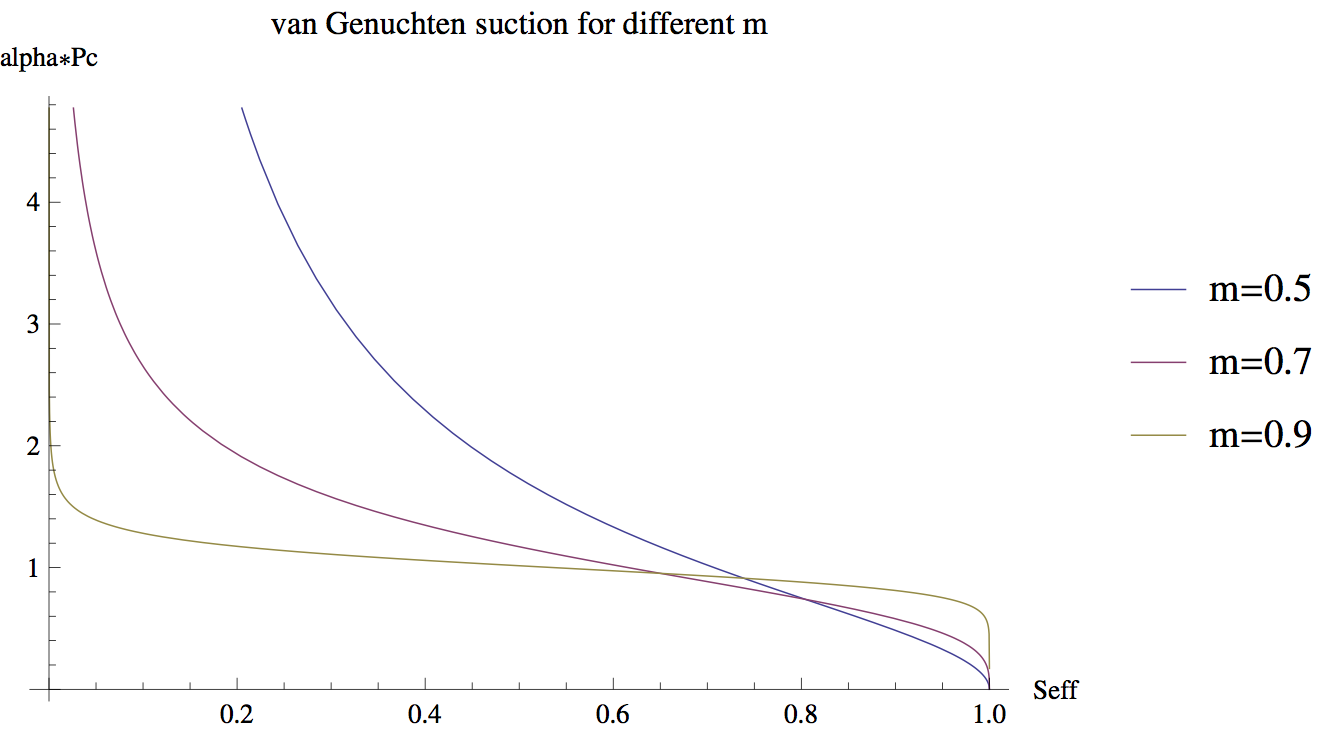 van Genuchten suction for different m
alpha*Pc
4
3
2
1
0.2 0.4 0.6 0.8 1.0
Seff
m=0.5
m=0.7
m=0.9